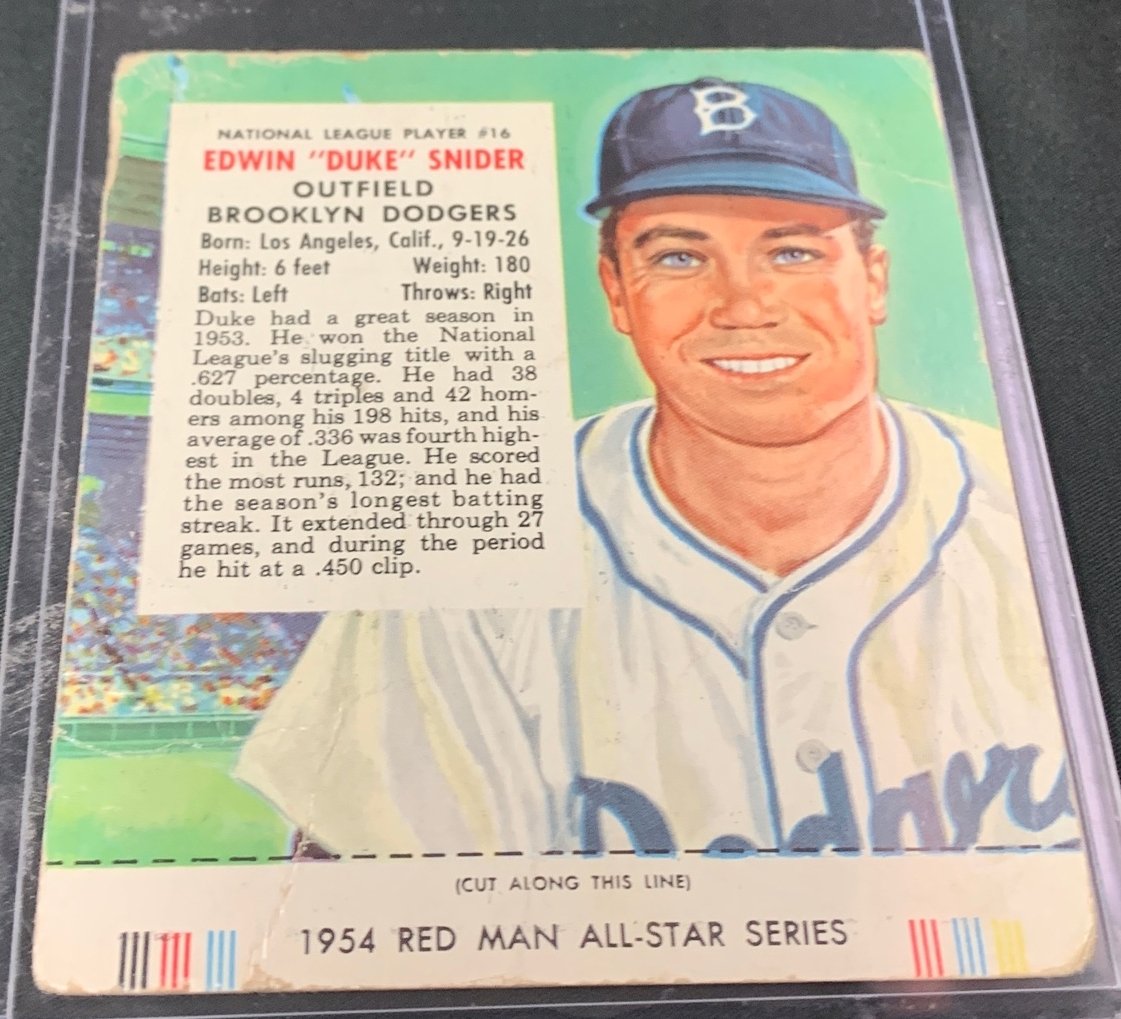 NATIONAL LEAGUE PLAYER #16
EDWIN "DUKE" SNIDER
OUTFIELD
BROOKLYN DODGERS
Born: Los Angeles, Calif., 9-19-26
Height: 6 feet Weight: 180
Bats: Left Throws: Right
Duke had a great season in
1953. He won the National
League's slugging title with a
.627 percentage. He had 38
doubles, 4 triples and 42 hom-
ers among his 198 hits, and his
average of .336 was fourth high-
est in the League. He scored
the most runs, 132; and he had
the season's longest batting
streak. It extended through 27
games, and during the period
he hit at a .450 clip.
B
Dodgers
(CUT ALONG THIS LINE)
1954 RED MAN ALL-STAR SERIES